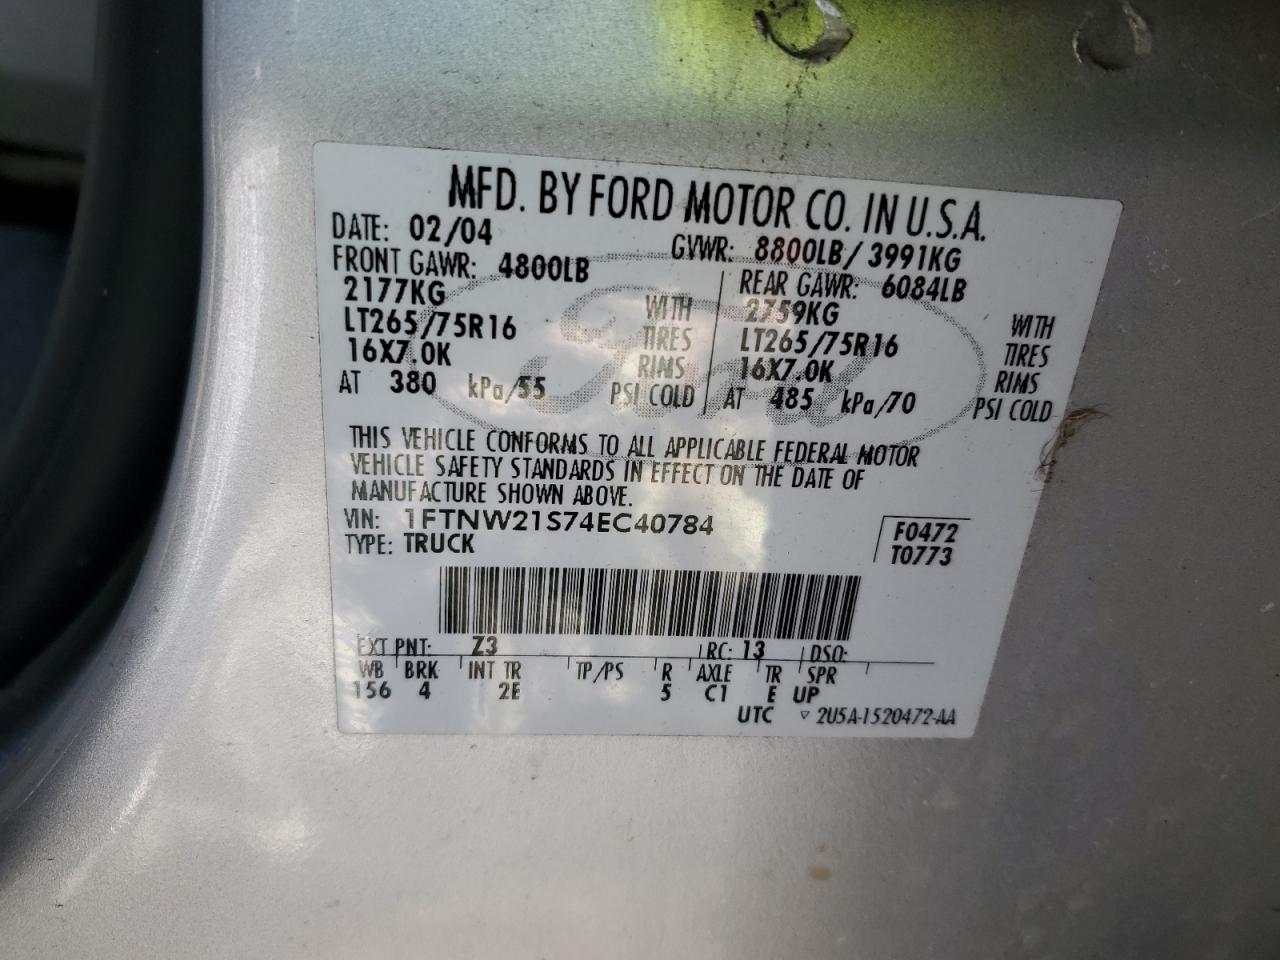 MFD. BY FORD MOTOR CO. IN U.S.A.
DATE: 02/04 GVWR: 8800LB/ 3991KG
FRONT GAWR: 4800LB REAR GAWR: 6084LB
2177KG WITH 2759KG WITH
LT265/75R16 TIRES LT265/75R16 TIRES
16X7.0K RIMS 16X7.0K RIMS
AT 380 kPa/55 PSI COLD AT 485 kPa/70 PSI COLD
Ford
THIS VEHICLE CONFORMS TO ALL APPLICABLE FEDERAL MOTOR
VEHICLE SAFETY STANDARDS IN EFFECT ON THE DATE OF
MANUFACTURE SHOWN ABOVE.
VIN: 1FTNW21S74EC40784 F0472
TYPE: TRUCK T0773
EXT PNT: Z3 RC: 13 DSO:
WB BRK INT TR TP/PS R AXLE TR SPR
156 4 2E 5 C1 E UP
UTC ▽ 2U5A-1520472-AA